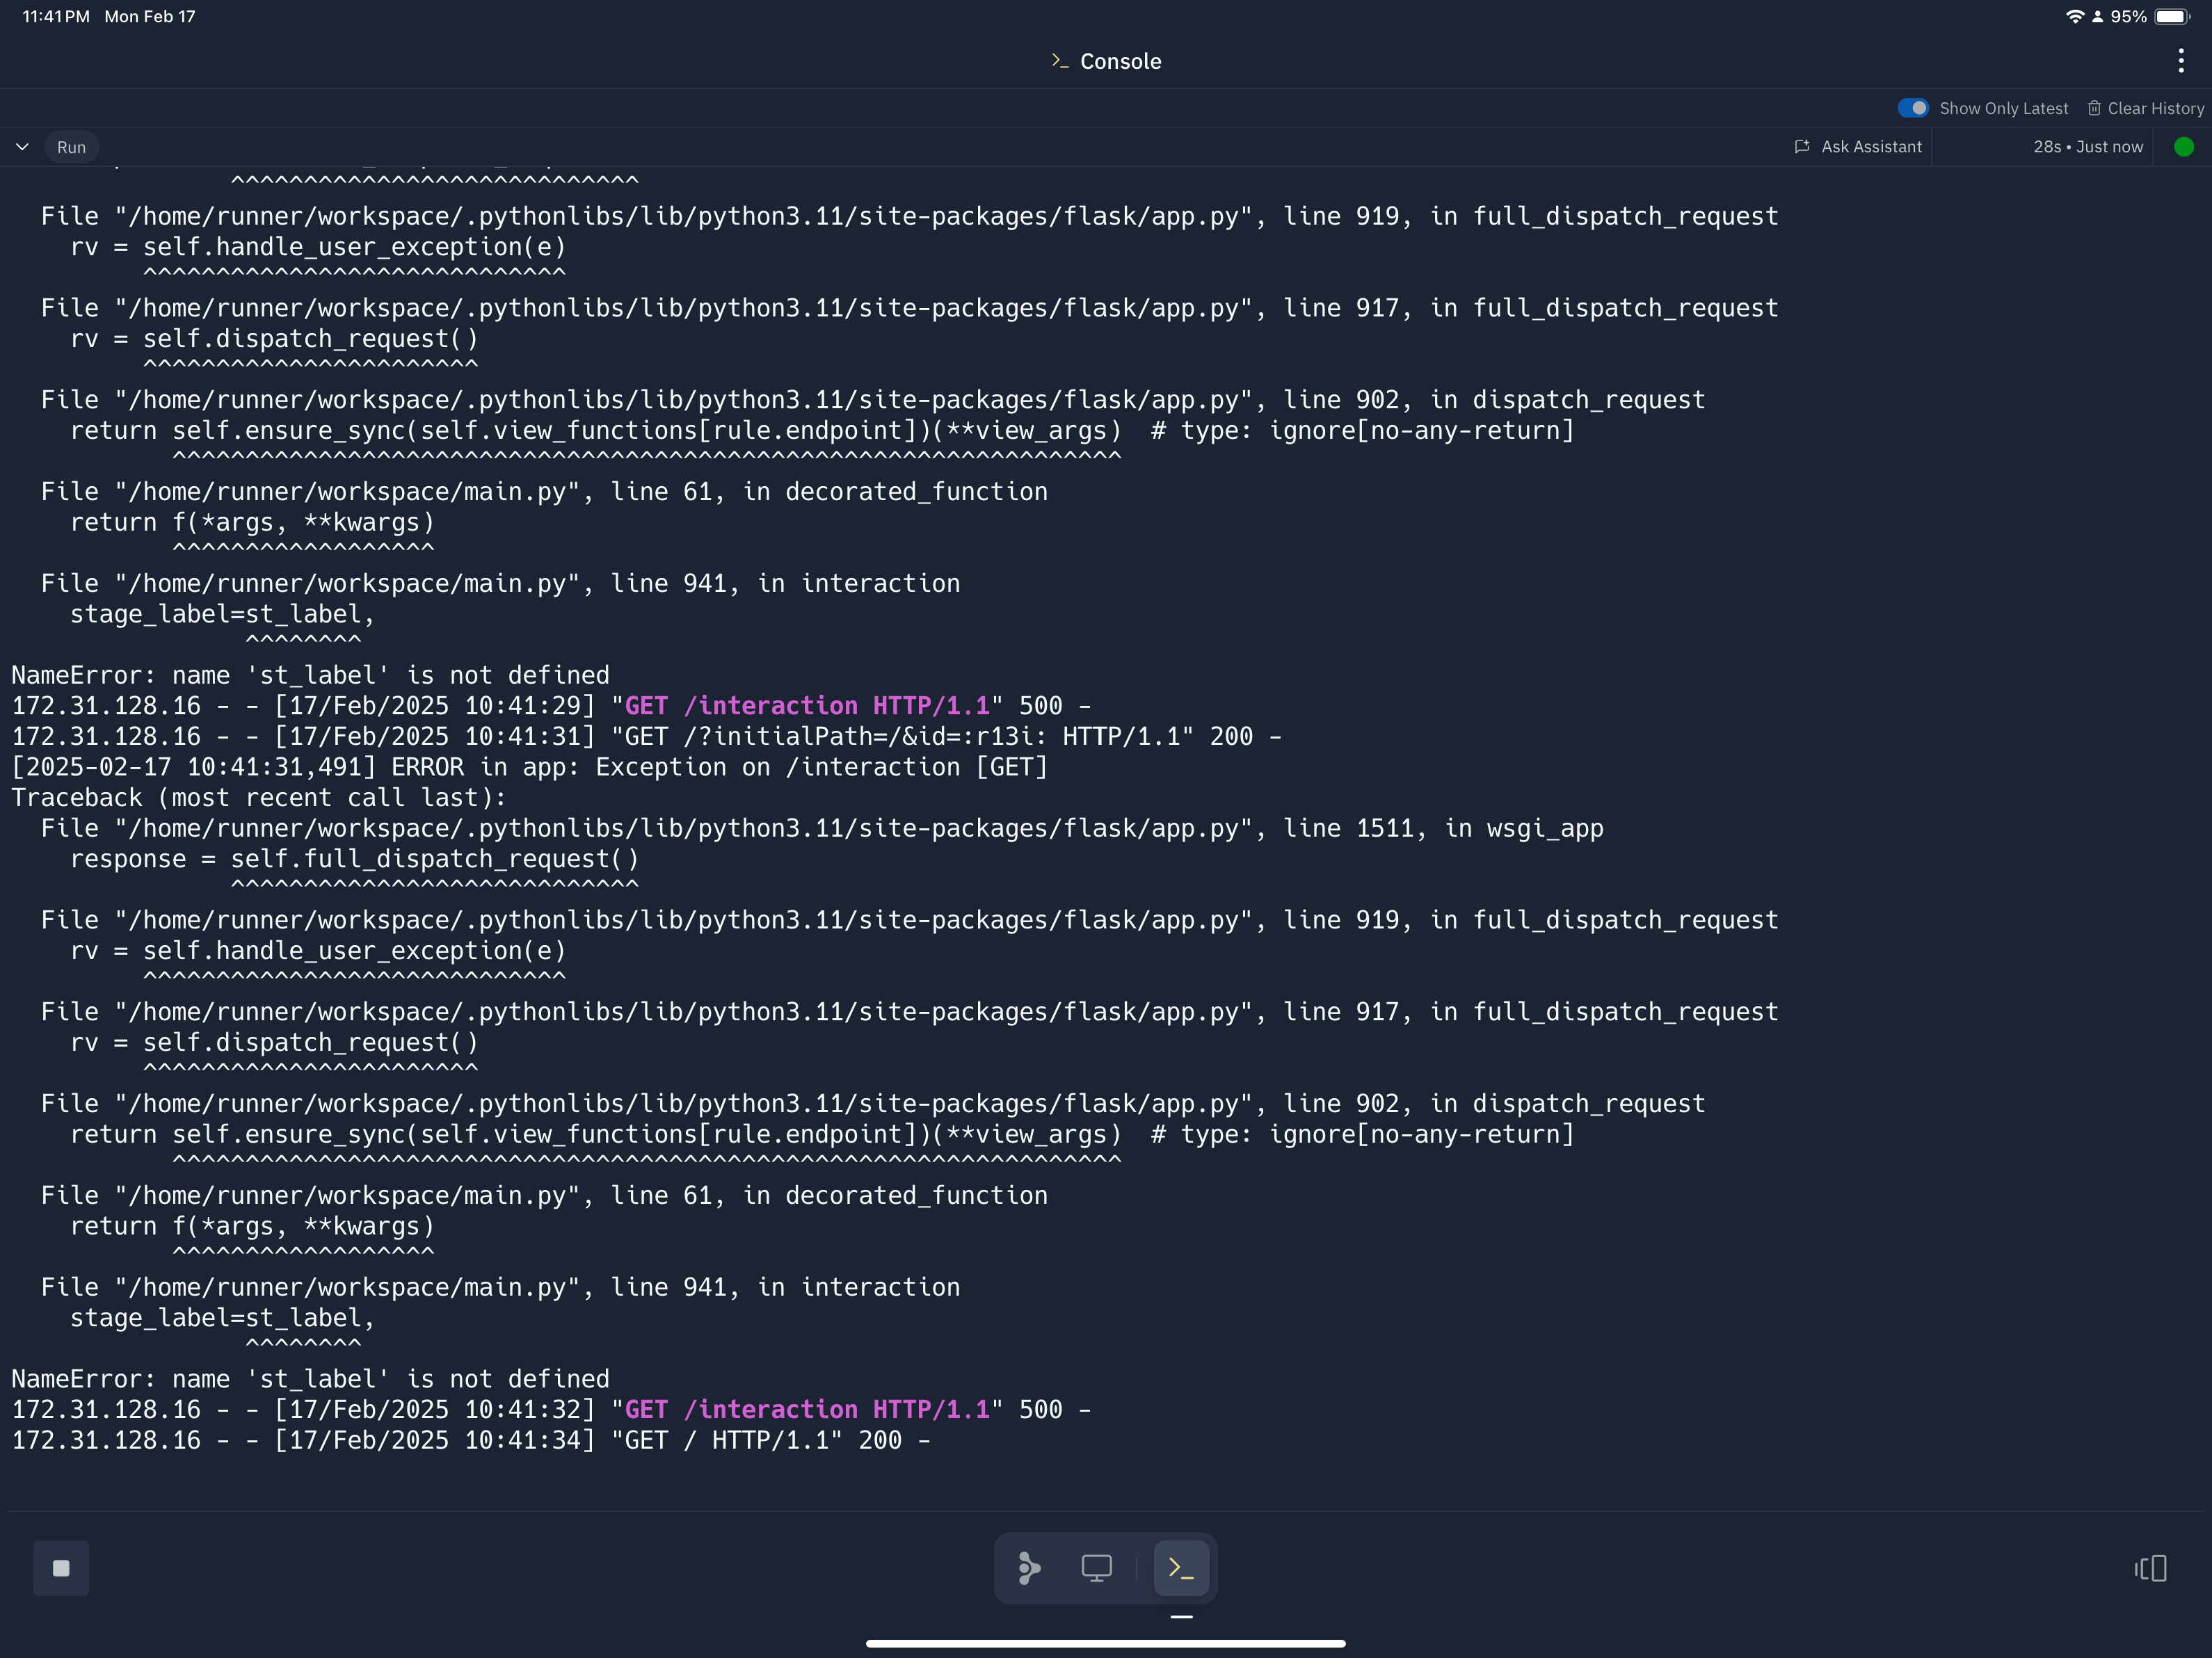 11:41 PM Mon Feb 17
95%
>_ Console
Show Only Latest Clear History
Run Ask Assistant 28s • Just now
^^^^^^^^^^^^^^^^^^^^^^^^^^^^
File "/home/runner/workspace/.pythonlibs/lib/python3.11/site-packages/flask/app.py", line 919, in full_dispatch_request
rv = self.handle_user_exception(e)
^^^^^^^^^^^^^^^^^^^^^^^^^^^^^
File "/home/runner/workspace/.pythonlibs/lib/python3.11/site-packages/flask/app.py", line 917, in full_dispatch_request
rv = self.dispatch_request()
^^^^^^^^^^^^^^^^^^^^^^^
File "/home/runner/workspace/.pythonlibs/lib/python3.11/site-packages/flask/app.py", line 902, in dispatch_request
return self.ensure_sync(self.view_functions[rule.endpoint])(**view_args)  # type: ignore[no-any-return]
^^^^^^^^^^^^^^^^^^^^^^^^^^^^^^^^^^^^^^^^^^^^^^^^^^^^^^^^^^^^^^^^^
File "/home/runner/workspace/main.py", line 61, in decorated_function
return f(*args, **kwargs)
^^^^^^^^^^^^^^^^^^
File "/home/runner/workspace/main.py", line 941, in interaction
stage_label=st_label,
^^^^^^^^
NameError: name 'st_label' is not defined
172.31.128.16 - - [17/Feb/2025 10:41:29] "GET /interaction HTTP/1.1" 500 -
172.31.128.16 - - [17/Feb/2025 10:41:31] "GET /?initialPath=/&id=:r13i: HTTP/1.1" 200 -
[2025-02-17 10:41:31,491] ERROR in app: Exception on /interaction [GET]
Traceback (most recent call last):
File "/home/runner/workspace/.pythonlibs/lib/python3.11/site-packages/flask/app.py", line 1511, in wsgi_app
response = self.full_dispatch_request()
^^^^^^^^^^^^^^^^^^^^^^^^^^^^
File "/home/runner/workspace/.pythonlibs/lib/python3.11/site-packages/flask/app.py", line 919, in full_dispatch_request
rv = self.handle_user_exception(e)
^^^^^^^^^^^^^^^^^^^^^^^^^^^^^
File "/home/runner/workspace/.pythonlibs/lib/python3.11/site-packages/flask/app.py", line 917, in full_dispatch_request
rv = self.dispatch_request()
^^^^^^^^^^^^^^^^^^^^^^^
File "/home/runner/workspace/.pythonlibs/lib/python3.11/site-packages/flask/app.py", line 902, in dispatch_request
return self.ensure_sync(self.view_functions[rule.endpoint])(**view_args)  # type: ignore[no-any-return]
^^^^^^^^^^^^^^^^^^^^^^^^^^^^^^^^^^^^^^^^^^^^^^^^^^^^^^^^^^^^^^^^^
File "/home/runner/workspace/main.py", line 61, in decorated_function
return f(*args, **kwargs)
^^^^^^^^^^^^^^^^^^
File "/home/runner/workspace/main.py", line 941, in interaction
stage_label=st_label,
^^^^^^^^
NameError: name 'st_label' is not defined
172.31.128.16 - - [17/Feb/2025 10:41:32] "GET /interaction HTTP/1.1" 500 -
172.31.128.16 - - [17/Feb/2025 10:41:34] "GET / HTTP/1.1" 200 -